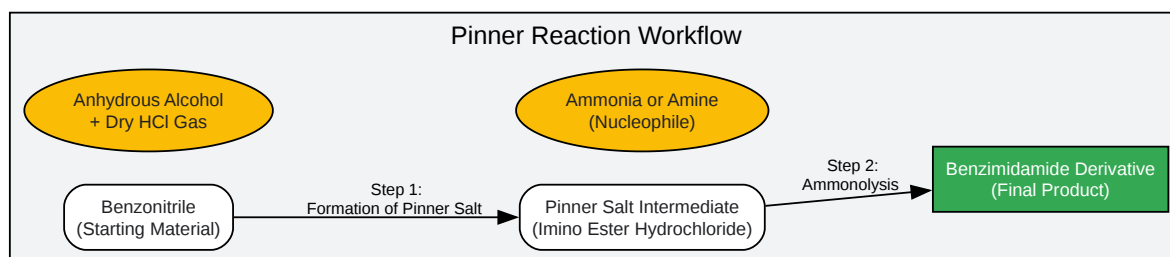 Pinner Reaction Workflow
Anhydrous Alcohol
+ Dry HCl Gas
Ammonia or Amine
(Nucleophile)
Benzonitrile
(Starting Material)
Step 1:
Formation of Pinner Salt
Pinner Salt Intermediate
(Imino Ester Hydrochloride)
Step 2:
Ammonolysis
Benzimidamide Derivative
(Final Product)